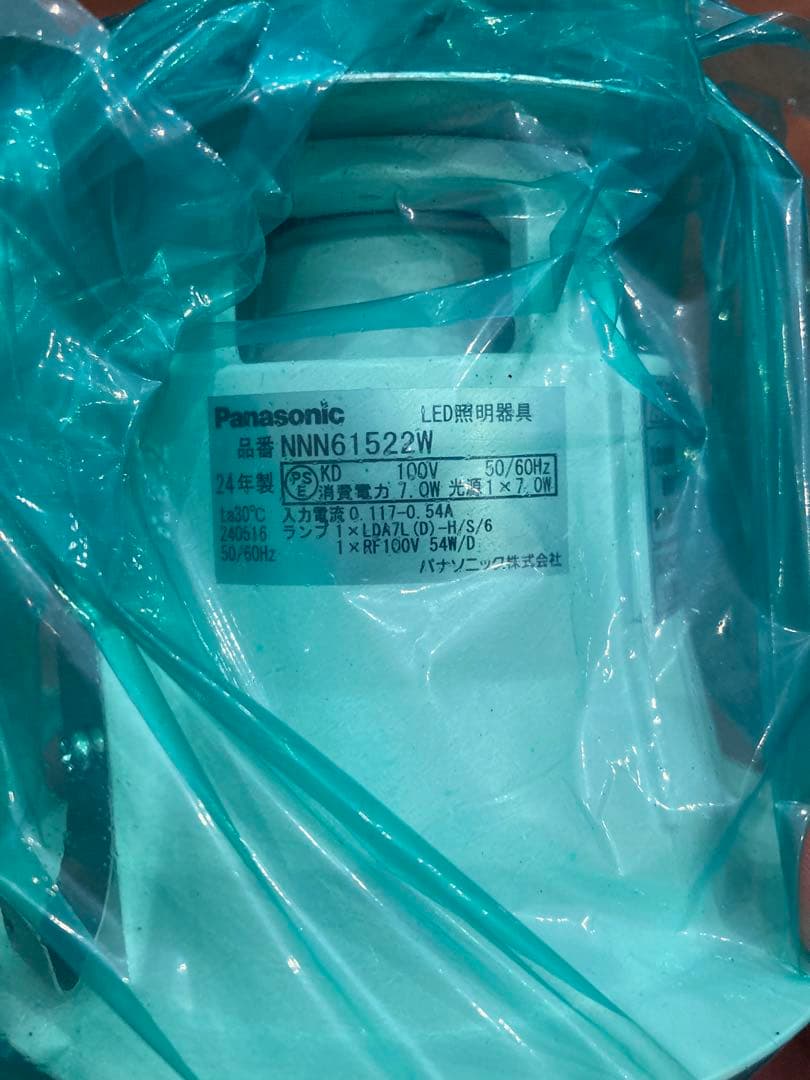 Panasonic LED照明器具
品番 NNN61522W
24年製 PSE KD 100V 50/60Hz
消費電力 7.0W 光源 1×7.0W
ta30℃ 入力電流 0.117-0.54A
240516 ランプ 1×LDA7L(D)-H/S/6
50/60Hz 1×RF100V 54W/D
パナソニック株式会社